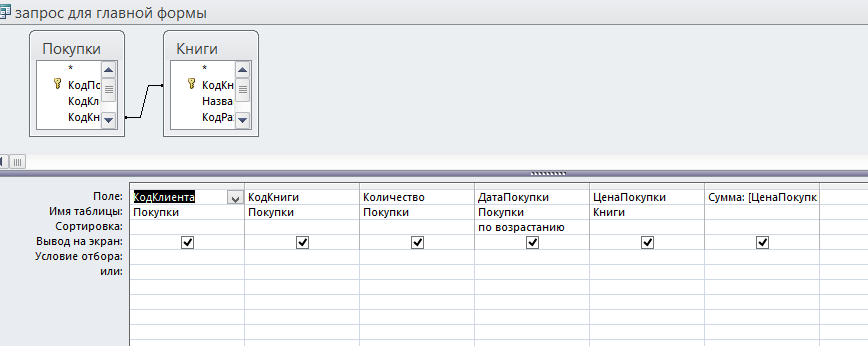 запрос для главной формы
Покупки
*
КодПо
КодКл
КодКн
Книги
*
КодКн
Назва
КодРа
Поле: КодКлиента КодКниги Количество ДатаПокупки ЦенаПокупки Сумма: [ЦенаПокупк
Имя таблицы: Покупки Покупки Покупки Покупки Книги
Сортировка: по возрастанию
Вывод на экран:
Условие отбора:
или: